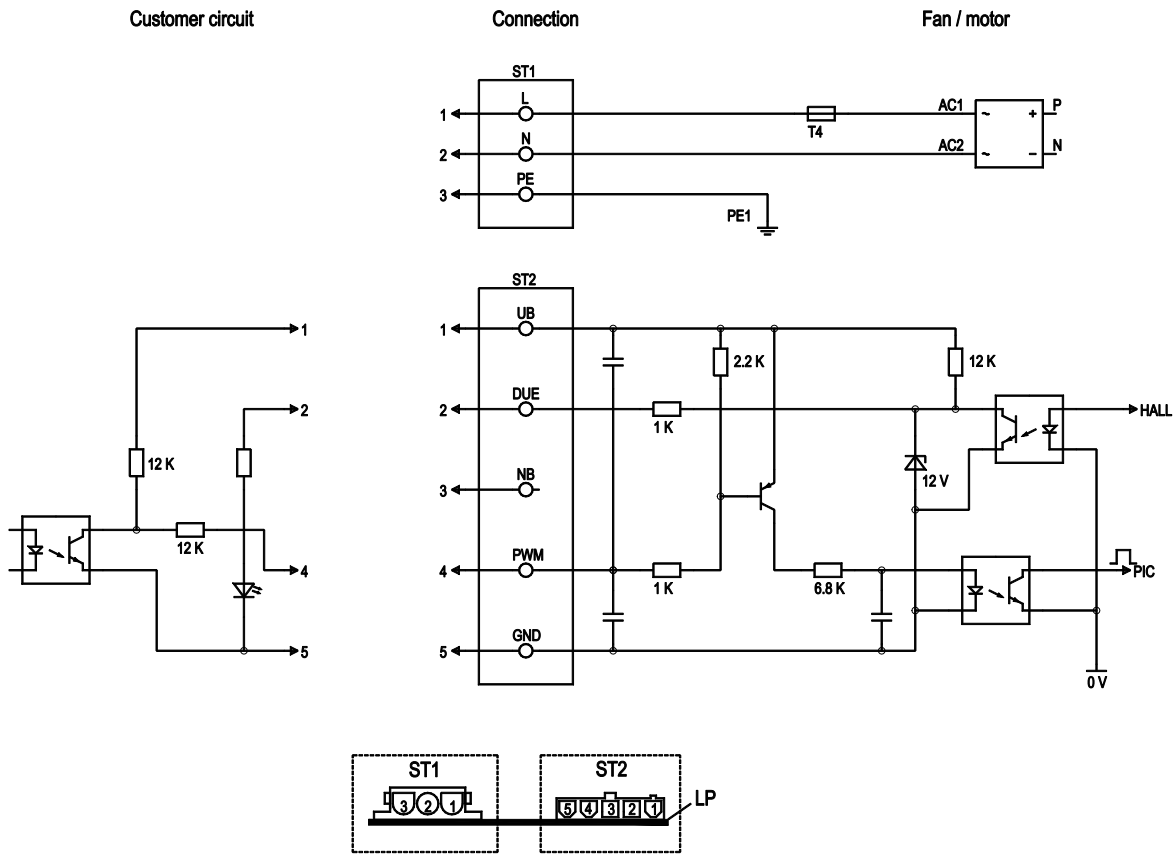 Customer circuit
Connection
Fan / motor
ST1
L
1
AC1
~
+
P
T4
N
2
AC2
~
–
N
PE
3
PE1
ST2
UB
1
1
2.2 K
12 K
DUE
2
2
1 K
HALL
12 K
NB
3
12 V
12 K
PWM
4
4
1 K
6.8 K
PIC
GND
5
5
0 V
ST1
ST2
3 2 1
5 4 3 2 1
LP